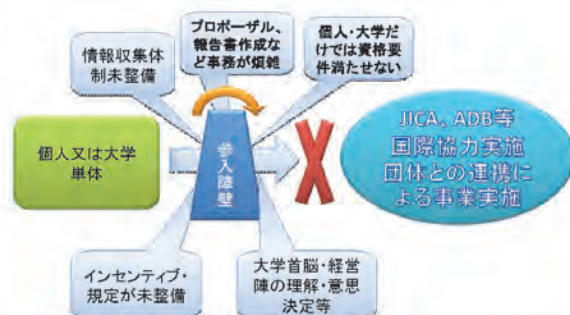 情報収集体
制未整備
プロポーザル、
報告書作成な
ど事務が煩雑
個人・大学だ
けでは資格要
件満たせない
個人又は大学
単体
参入障壁
JICA、ADB等
国際協力実施
団体との連携に
よる事業実施
インセンティブ・
規定が未整備
大学首脳・経営
陣の理解・意思
決定等